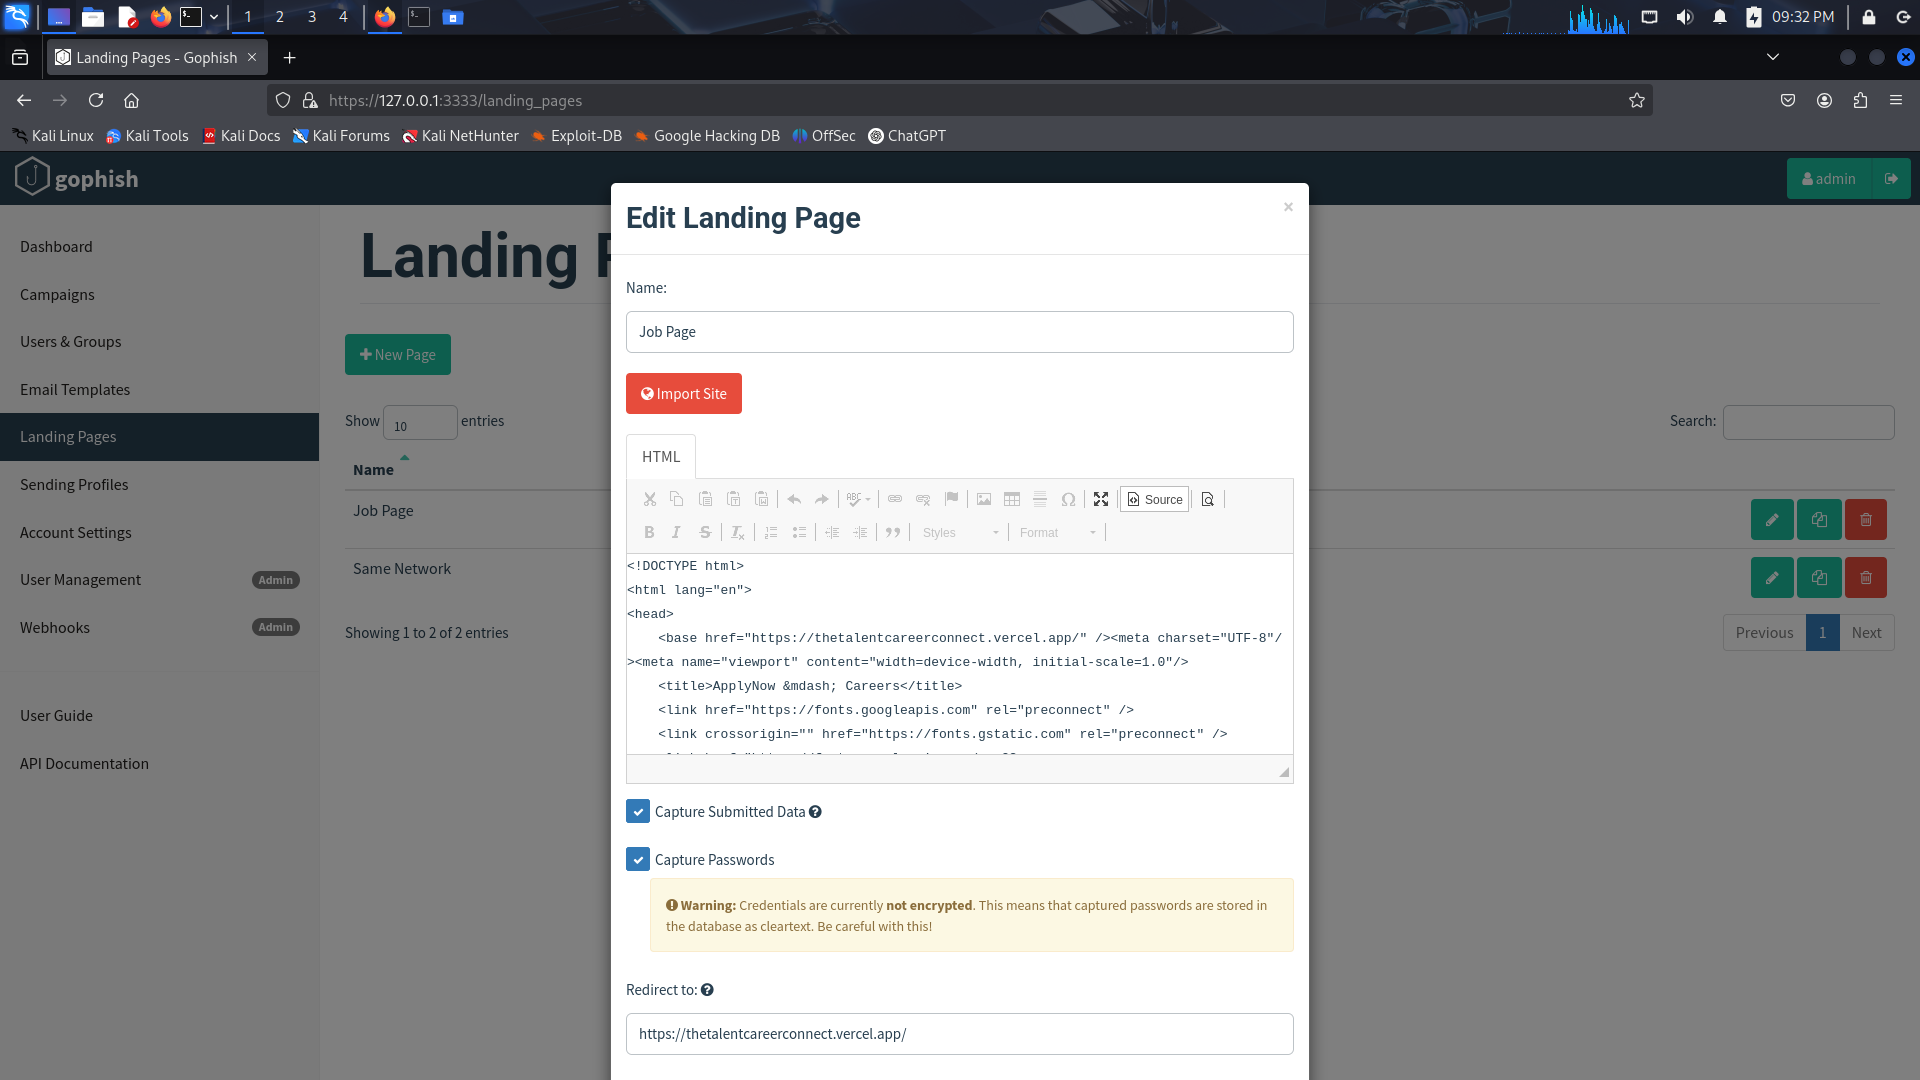 1 2 3 4
09:32 PM
Landing Pages - Gophish
https://127.0.0.1:3333/landing_pages
Kali Linux Kali Tools Kali Docs Kali Forums Kali NetHunter Exploit-DB Google Hacking DB OffSec ChatGPT
gophish
admin
Dashboard
Campaigns
Users & Groups
Email Templates
Landing Pages
Sending Profiles
Account Settings
User Management Admin
Webhooks Admin
User Guide
API Documentation
Landing P
New Page
Show 10 entries
Search:
Name
Job Page
Same Network
Showing 1 to 2 of 2 entries
Previous 1 Next
Edit Landing Page
×
Name:
Job Page
Import Site
HTML
Source
Styles Format
<!DOCTYPE html>
<html lang="en">
<head>
<base href="https://thetalentcareerconnect.vercel.app/" /><meta charset="UTF-8"/
><meta name="viewport" content="width=device-width, initial-scale=1.0"/>
<title>ApplyNow &mdash; Careers</title>
<link href="https://fonts.googleapis.com" rel="preconnect" />
<link crossorigin="" href="https://fonts.gstatic.com" rel="preconnect" />
Capture Submitted Data
Capture Passwords
Warning: Credentials are currently not encrypted. This means that captured passwords are stored in
the database as cleartext. Be careful with this!
Redirect to:
https://thetalentcareerconnect.vercel.app/